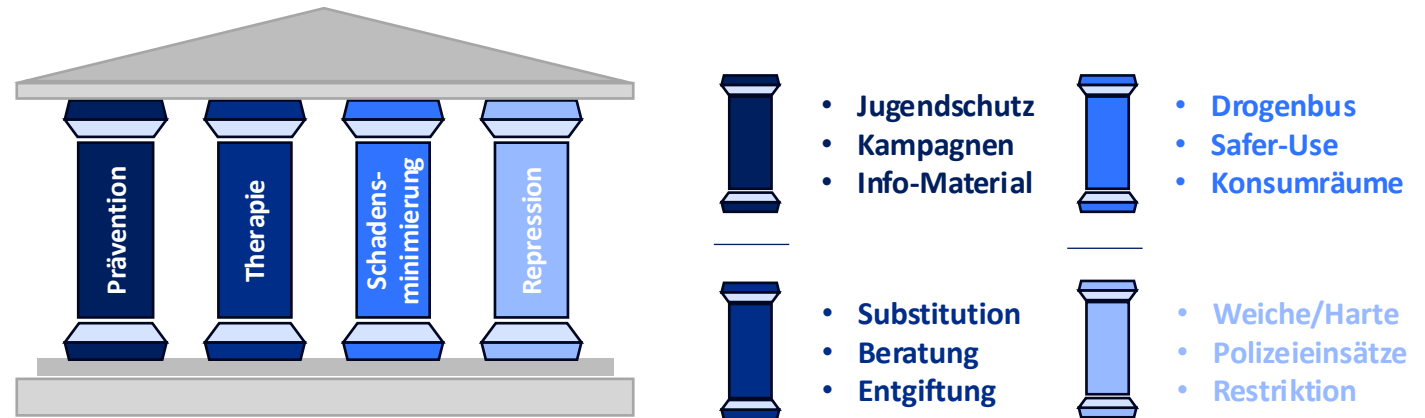 Prävention
Therapie
Schadens-
minimierung
Repression
• Jugendschutz
• Kampagnen
• Info-Material
• Drogenbus
• Safer-Use
• Konsumräume
• Substitution
• Beratung
• Entgiftung
• Weiche/Harte
• Polizeieinsätze
• Restriktion